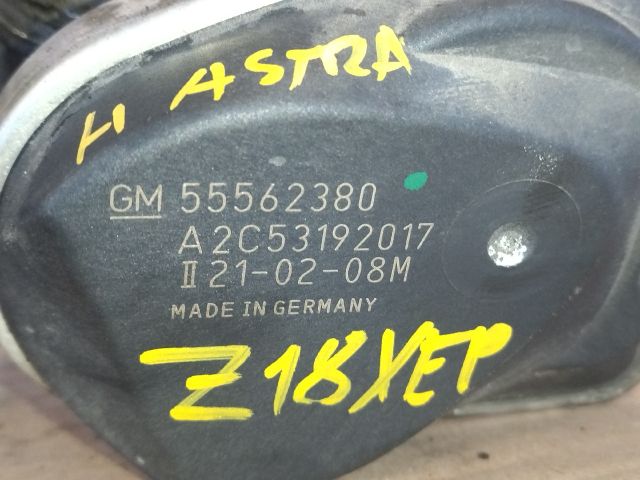 H ASTRA
GM 55562380
A2C53192017
II 21-02-08M
MADE IN GERMANY
Z18XEP